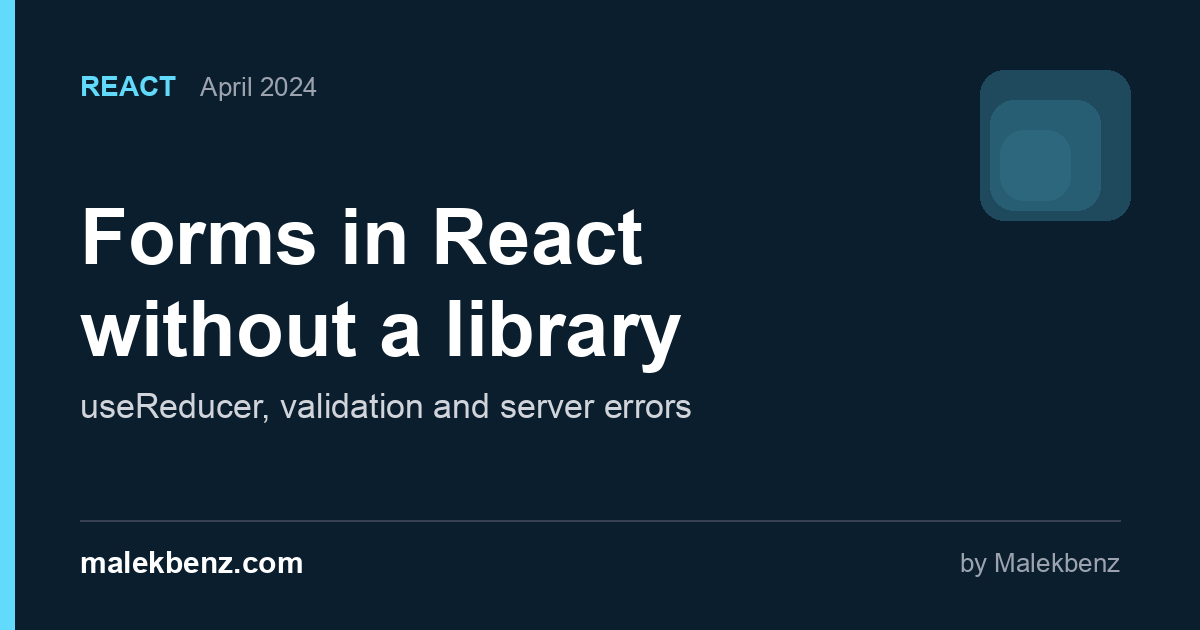 REACT April 2024
Forms in React
without a library
useReducer, validation and server errors
malekbenz.com by Malekbenz